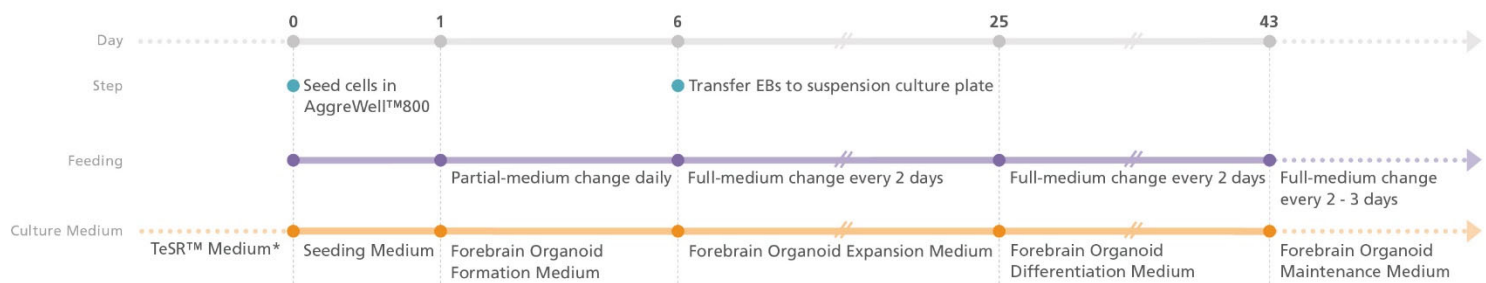 0 1 6 25 43
Day
Step
Seed cells in
AggreWell™800
Transfer EBs to suspension culture plate
Feeding
Partial-medium change daily
Full-medium change every 2 days
Full-medium change every 2 days
Full-medium change
every 2 - 3 days
Culture Medium
TeSR™ Medium*
Seeding Medium
Forebrain Organoid
Formation Medium
Forebrain Organoid Expansion Medium
Forebrain Organoid
Differentiation Medium
Forebrain Organoid
Maintenance Medium